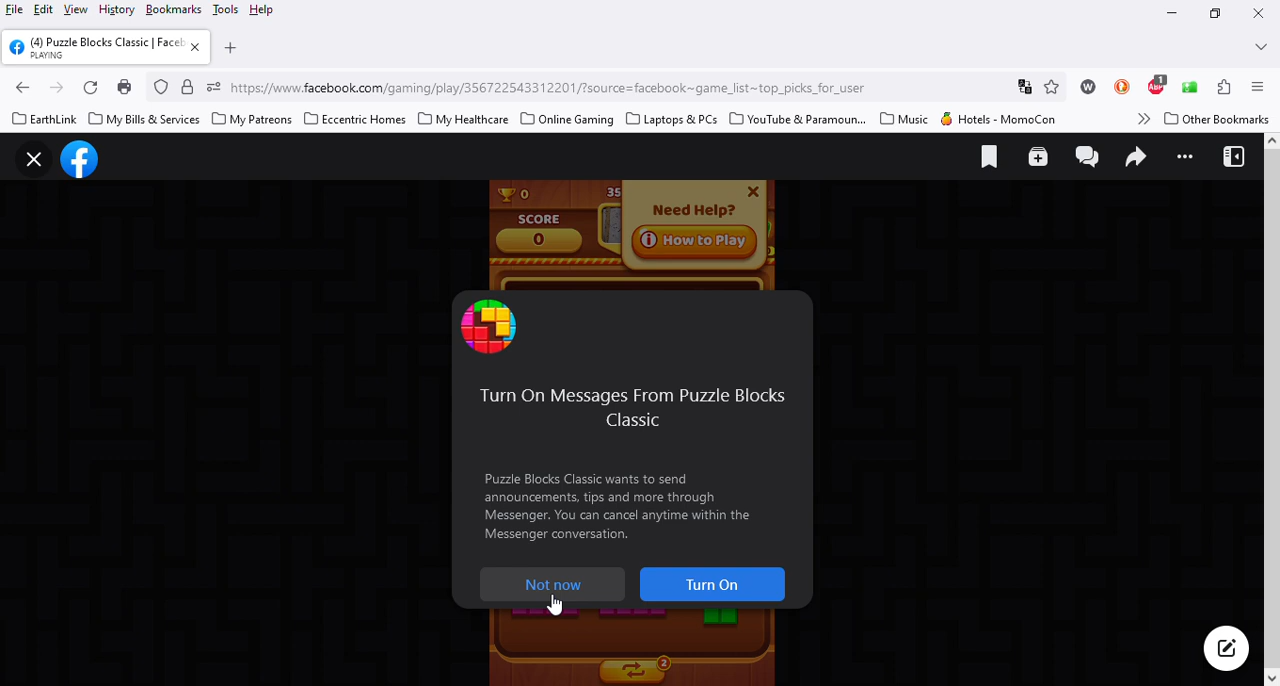 File Edit View History Bookmarks Tools Help
(4) Puzzle Blocks Classic | Faceb
PLAYING
https://www.facebook.com/gaming/play/356722543312201/?source=facebook~game_list~top_picks_for_user
W
ABP
1
EarthLink My Bills & Services My Patreons Eccentric Homes My Healthcare Online Gaming Laptops & PCs YouTube & Paramoun... Music Hotels - MomoCon Other Bookmarks
0
35
Need Help?
SCORE
0
How to Play
Turn On Messages From Puzzle Blocks
Classic
Puzzle Blocks Classic wants to send
announcements, tips and more through
Messenger. You can cancel anytime within the
Messenger conversation.
Not now
Turn On
2